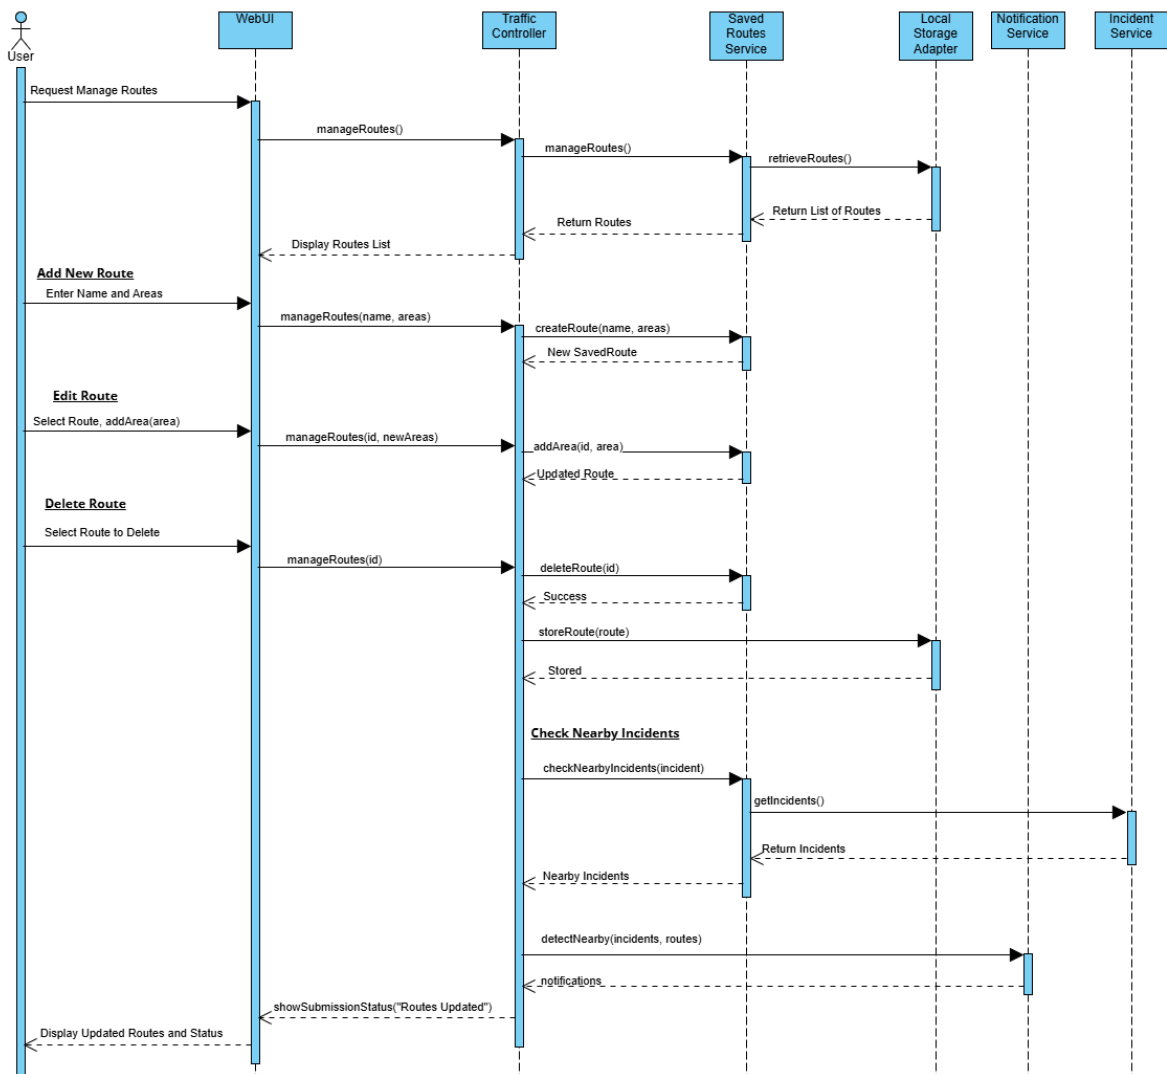 WebUI
Traffic
Controller
Saved
Routes
Service
Local
Storage
Adapter
Notification
Service
Incident
Service
User
Request Manage Routes
manageRoutes()
manageRoutes()
retrieveRoutes()
Return List of Routes
Return Routes
Display Routes List
Add New Route
Enter Name and Areas
manageRoutes(name, areas)
createRoute(name, areas)
New SavedRoute
Edit Route
Select Route, addArea(area)
manageRoutes(id, newAreas)
addArea(id, area)
Updated Route
Delete Route
Select Route to Delete
manageRoutes(id)
deleteRoute(id)
Success
storeRoute(route)
Stored
Check Nearby Incidents
checkNearbyIncidents(incident)
getIncidents()
Return Incidents
Nearby Incidents
detectNearby(incidents, routes)
notifications
showSubmissionStatus("Routes Updated")
Display Updated Routes and Status